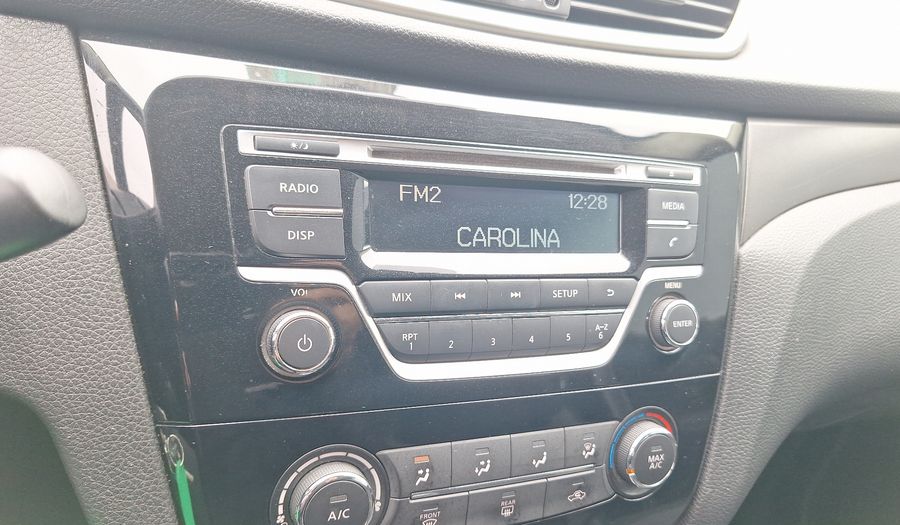 FM2 12:28
CAROLINA
RADIO
DISP
MEDIA
VOL
MENU
MIX SETUP
RPT 2 3 4 5 A-Z
1 6
ENTER
MAX
A/C
A/C
FRONT
REAR